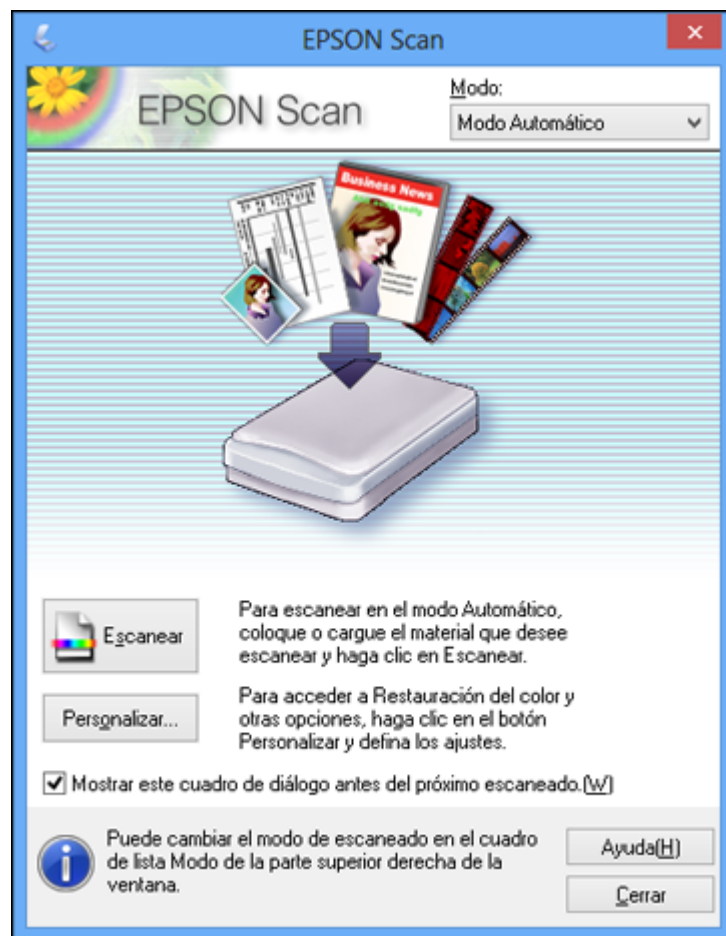 EPSON Scan
EPSON Scan
Modo:
Modo Automático
Business News
Escanear
Para escanear en el modo Automático,
coloque o cargue el material que desee
escanear y haga clic en Escanear.
Personalizar...
Para acceder a Restauración del color y
otras opciones, haga clic en el botón
Personalizar y defina los ajustes.
Mostrar este cuadro de diálogo antes del próximo escaneado.(W)
Puede cambiar el modo de escaneado en el cuadro
de lista Modo de la parte superior derecha de la
ventana.
Ayuda(H)
Cerrar